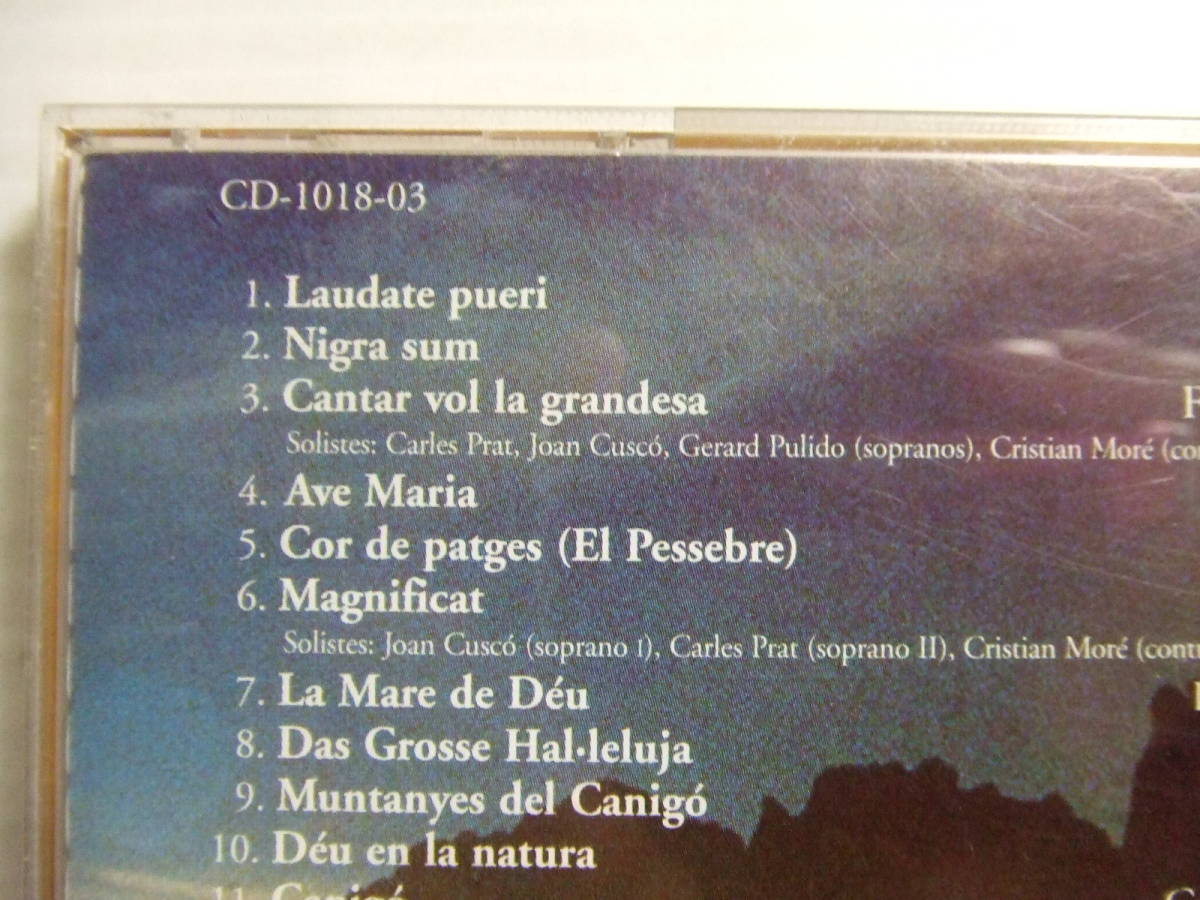 CD-1018-03
1. Laudate pueri
2. Nigra sum
3. Cantar vol la grandesa
Solistes: Carles Prat, Joan Cuscó, Gerard Pulido (sopranos), Cristian Moré
4. Ave Maria
5. Cor de patges (El Pessebre)
6. Magnificat
Solistes: Joan Cuscó (soprano I), Carles Prat (soprano II), Cristian Moré
7. La Mare de Déu
8. Das Grosse Hal·leluja
9. Muntanyes del Canigó
10. Déu en la natura
11. Canigó